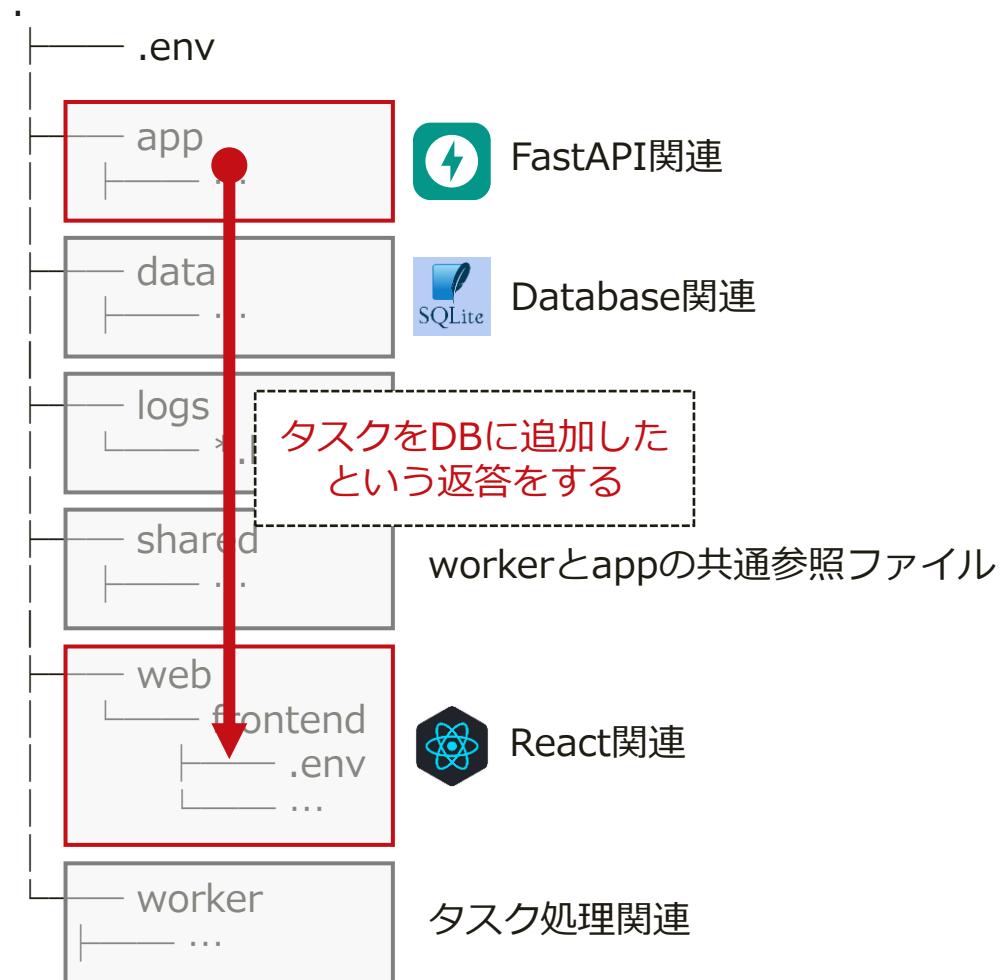 .
.env
app
...
FastAPI関連
data
...
SQLite
Database関連
logs
*.
タスクをDBに追加した
という返答をする
shared
...
workerとappの共通参照ファイル
web
frontend
.env
...
React関連
worker
...
タスク処理関連